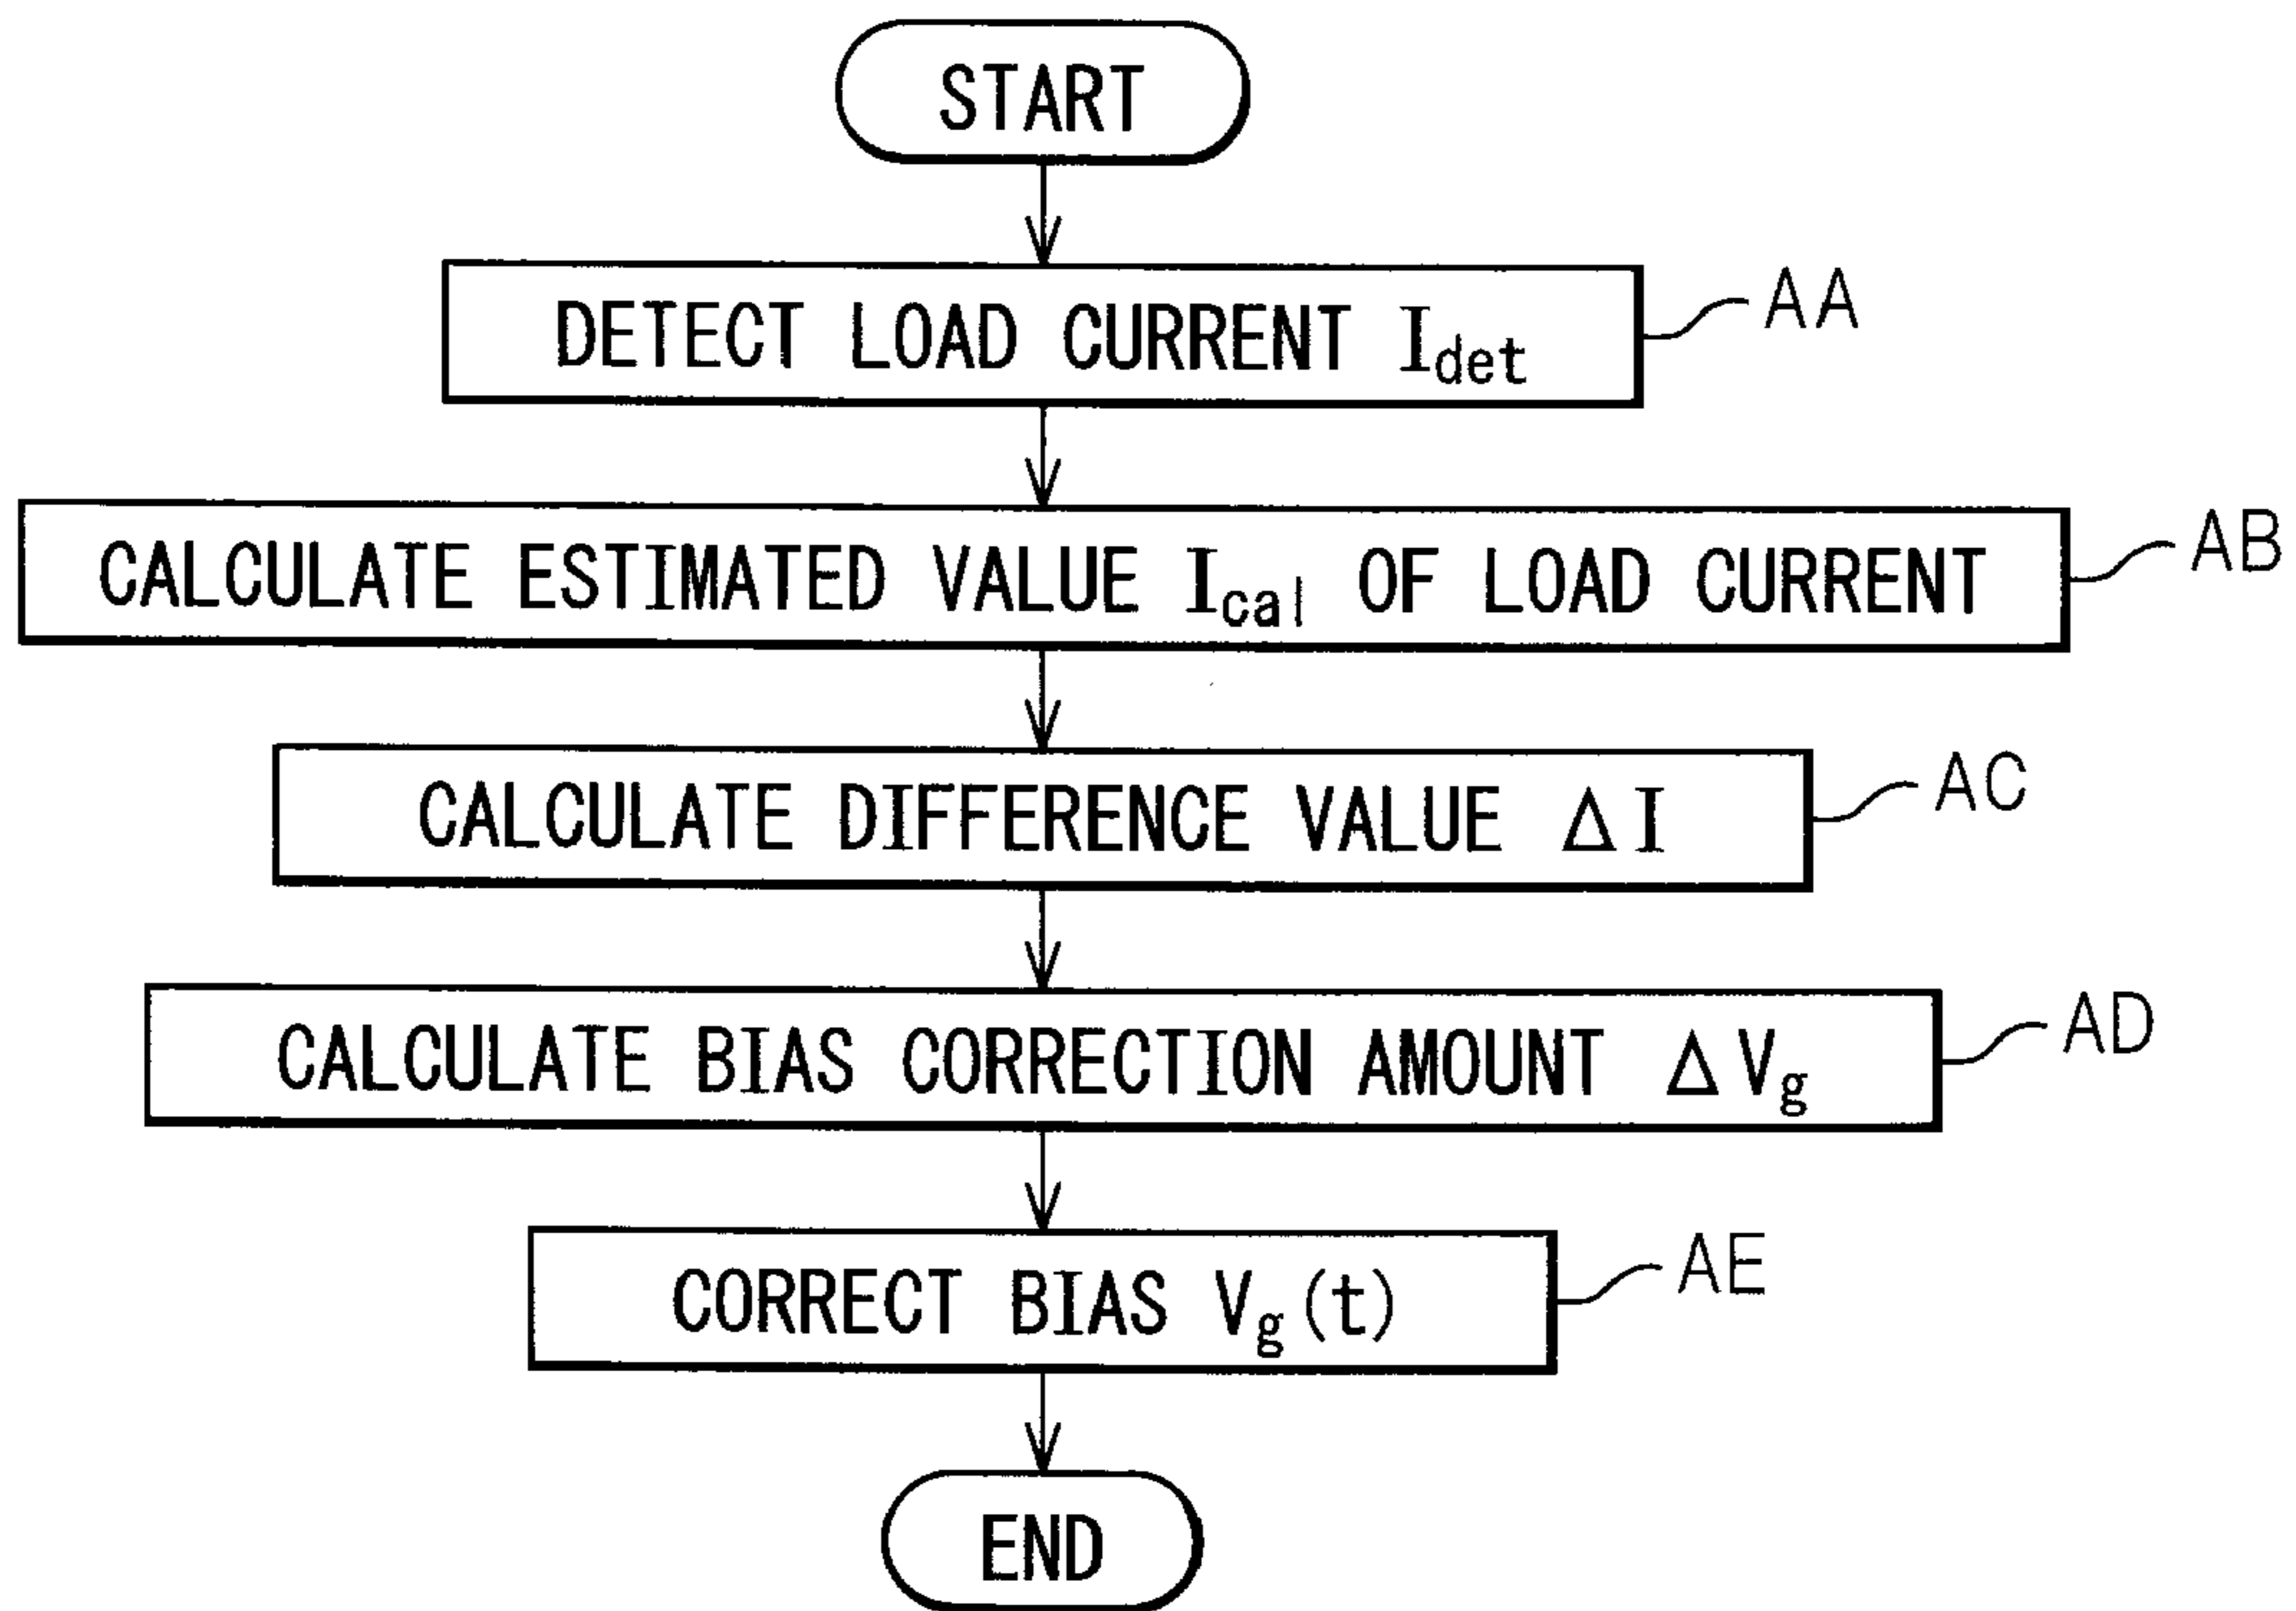 START
DETECT LOAD CURRENT Idet
AA
CALCULATE ESTIMATED VALUE Ical OF LOAD CURRENT
AB
CALCULATE DIFFERENCE VALUE ΔI
AC
CALCULATE BIAS CORRECTION AMOUNT ΔVg
AD
CORRECT BIAS Vg(t)
AE
END